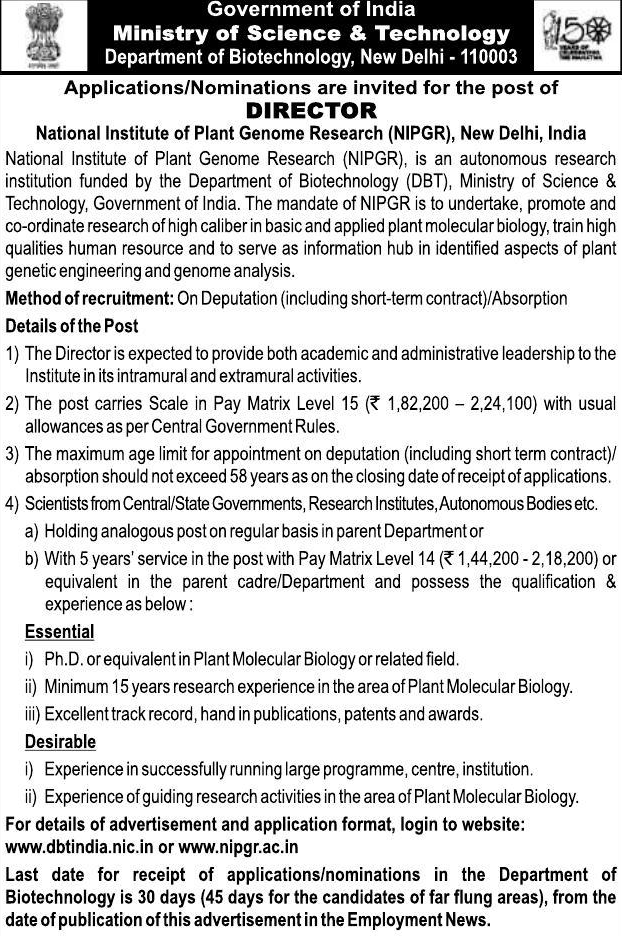 Government of India
Ministry of Science & Technology
Department of Biotechnology, New Delhi - 110003
150
YEARS OF
CELEBRATING
THE MAHATMA
Applications/Nominations are invited for the post of
DIRECTOR
National Institute of Plant Genome Research (NIPGR), New Delhi, India
National Institute of Plant Genome Research (NIPGR), is an autonomous research
institution funded by the Department of Biotechnology (DBT), Ministry of Science &
Technology, Government of India. The mandate of NIPGR is to undertake, promote and
co-ordinate research of high caliber in basic and applied plant molecular biology, train high
qualities human resource and to serve as information hub in identified aspects of plant
genetic engineering and genome analysis.
Method of recruitment: On Deputation (including short-term contract)/Absorption
Details of the Post
1) The Director is expected to provide both academic and administrative leadership to the
Institute in its intramural and extramural activities.
2) The post carries Scale in Pay Matrix Level 15 (₹ 1,82,200 – 2,24,100) with usual
allowances as per Central Government Rules.
3) The maximum age limit for appointment on deputation (including short term contract)/
absorption should not exceed 58 years as on the closing date of receipt of applications.
4) Scientists from Central/State Governments, Research Institutes, Autonomous Bodies etc.
a) Holding analogous post on regular basis in parent Department or
b) With 5 years' service in the post with Pay Matrix Level 14 (₹ 1,44,200 - 2,18,200) or
equivalent in the parent cadre/Department and possess the qualification &
experience as below :
Essential
i) Ph.D. or equivalent in Plant Molecular Biology or related field.
ii) Minimum 15 years research experience in the area of Plant Molecular Biology.
iii) Excellent track record, hand in publications, patents and awards.
Desirable
i) Experience in successfully running large programme, centre, institution.
ii) Experience of guiding research activities in the area of Plant Molecular Biology.
For details of advertisement and application format, login to website:
www.dbtindia.nic.in or www.nipgr.ac.in
Last date for receipt of applications/nominations in the Department of
Biotechnology is 30 days (45 days for the candidates of far flung areas), from the
date of publication of this advertisement in the Employment News.